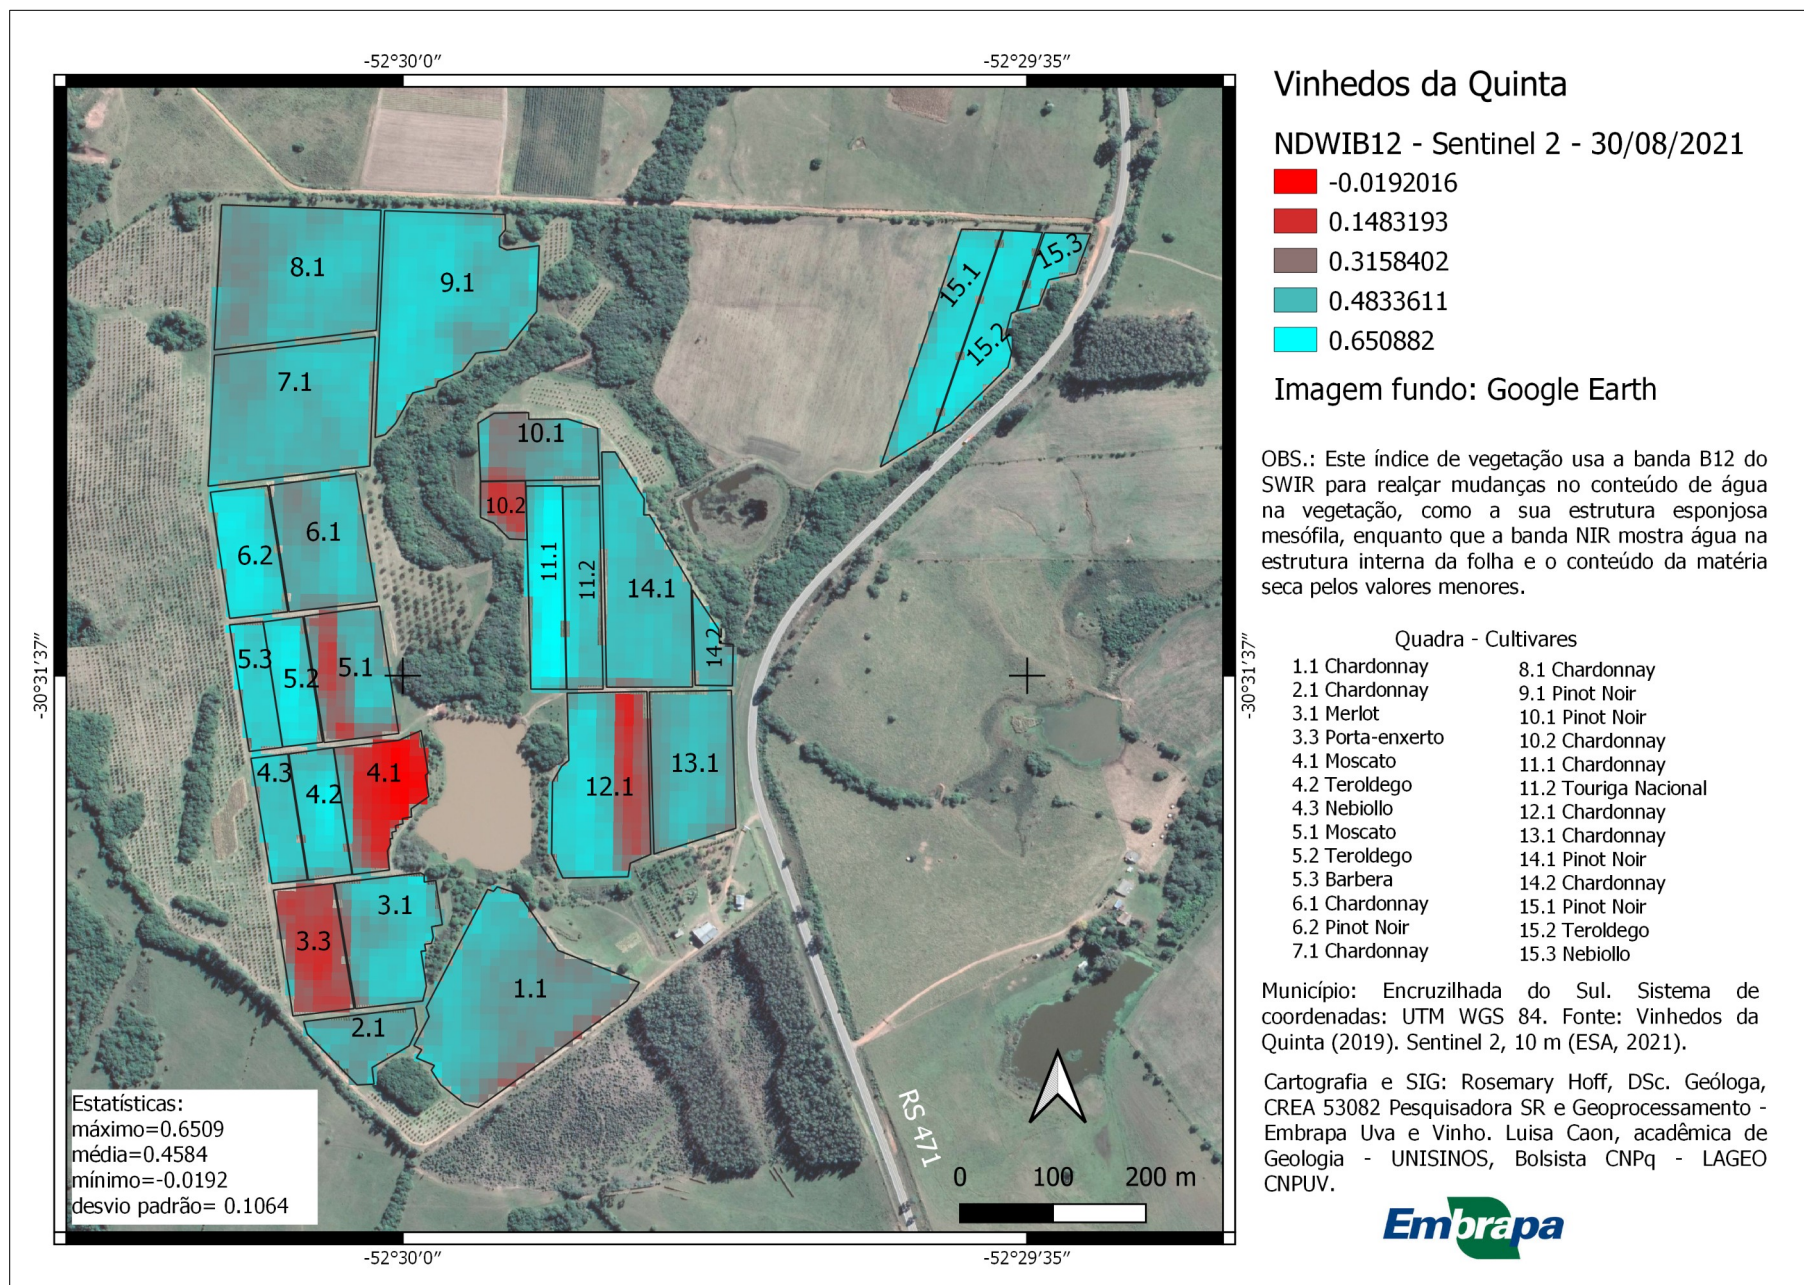 -52°30′0″
-52°29′35″
Vinhedos da Quinta
NDWIB12 - Sentinel 2 - 30/08/2021
-0.0192016
0.1483193
0.3158402
0.4833611
0.650882
Imagem fundo: Google Earth
OBS.: Este índice de vegetação usa a banda B12 do
SWIR para realçar mudanças no conteúdo de água
na vegetação, como a sua estrutura esponjosa
mesófila, enquanto que a banda NIR mostra água na
estrutura interna da folha e o conteúdo da matéria
seca pelos valores menores.
Quadra - Cultivares
1.1 Chardonnay
2.1 Chardonnay
3.1 Merlot
3.3 Porta-enxerto
4.1 Moscato
4.2 Teroldego
4.3 Nebiollo
5.1 Moscato
5.2 Teroldego
5.3 Barbera
6.1 Chardonnay
6.2 Pinot Noir
7.1 Chardonnay
8.1 Chardonnay
9.1 Pinot Noir
10.1 Pinot Noir
10.2 Chardonnay
11.1 Chardonnay
11.2 Touriga Nacional
12.1 Chardonnay
13.1 Chardonnay
14.1 Pinot Noir
14.2 Chardonnay
15.1 Pinot Noir
15.2 Teroldego
15.3 Nebiollo
Município: Encruzilhada do Sul. Sistema de
coordenadas: UTM WGS 84. Fonte: Vinhedos da
Quinta (2019). Sentinel 2, 10 m (ESA, 2021).
Cartografia e SIG: Rosemary Hoff, DSc. Geóloga,
CREA 53082 Pesquisadora SR e Geoprocessamento -
Embrapa Uva e Vinho. Luisa Caon, acadêmica de
Geologia - UNISINOS, Bolsista CNPq - LAGEO
CNPUV.
Embrapa
8.1
9.1
15.1
15.3
15.2
7.1
10.1
10.2
6.1
6.2
11.1
11.2
14.1
14.2
5.3
5.2
5.1
4.3
4.2
4.1
12.1
13.1
3.1
3.3
1.1
2.1
-30°31′37″
-30°31′37″
RS 471
0 100 200 m
Estatísticas:
máximo=0.6509
média=0.4584
mínimo=-0.0192
desvio padrão= 0.1064
-52°30′0″
-52°29′35″